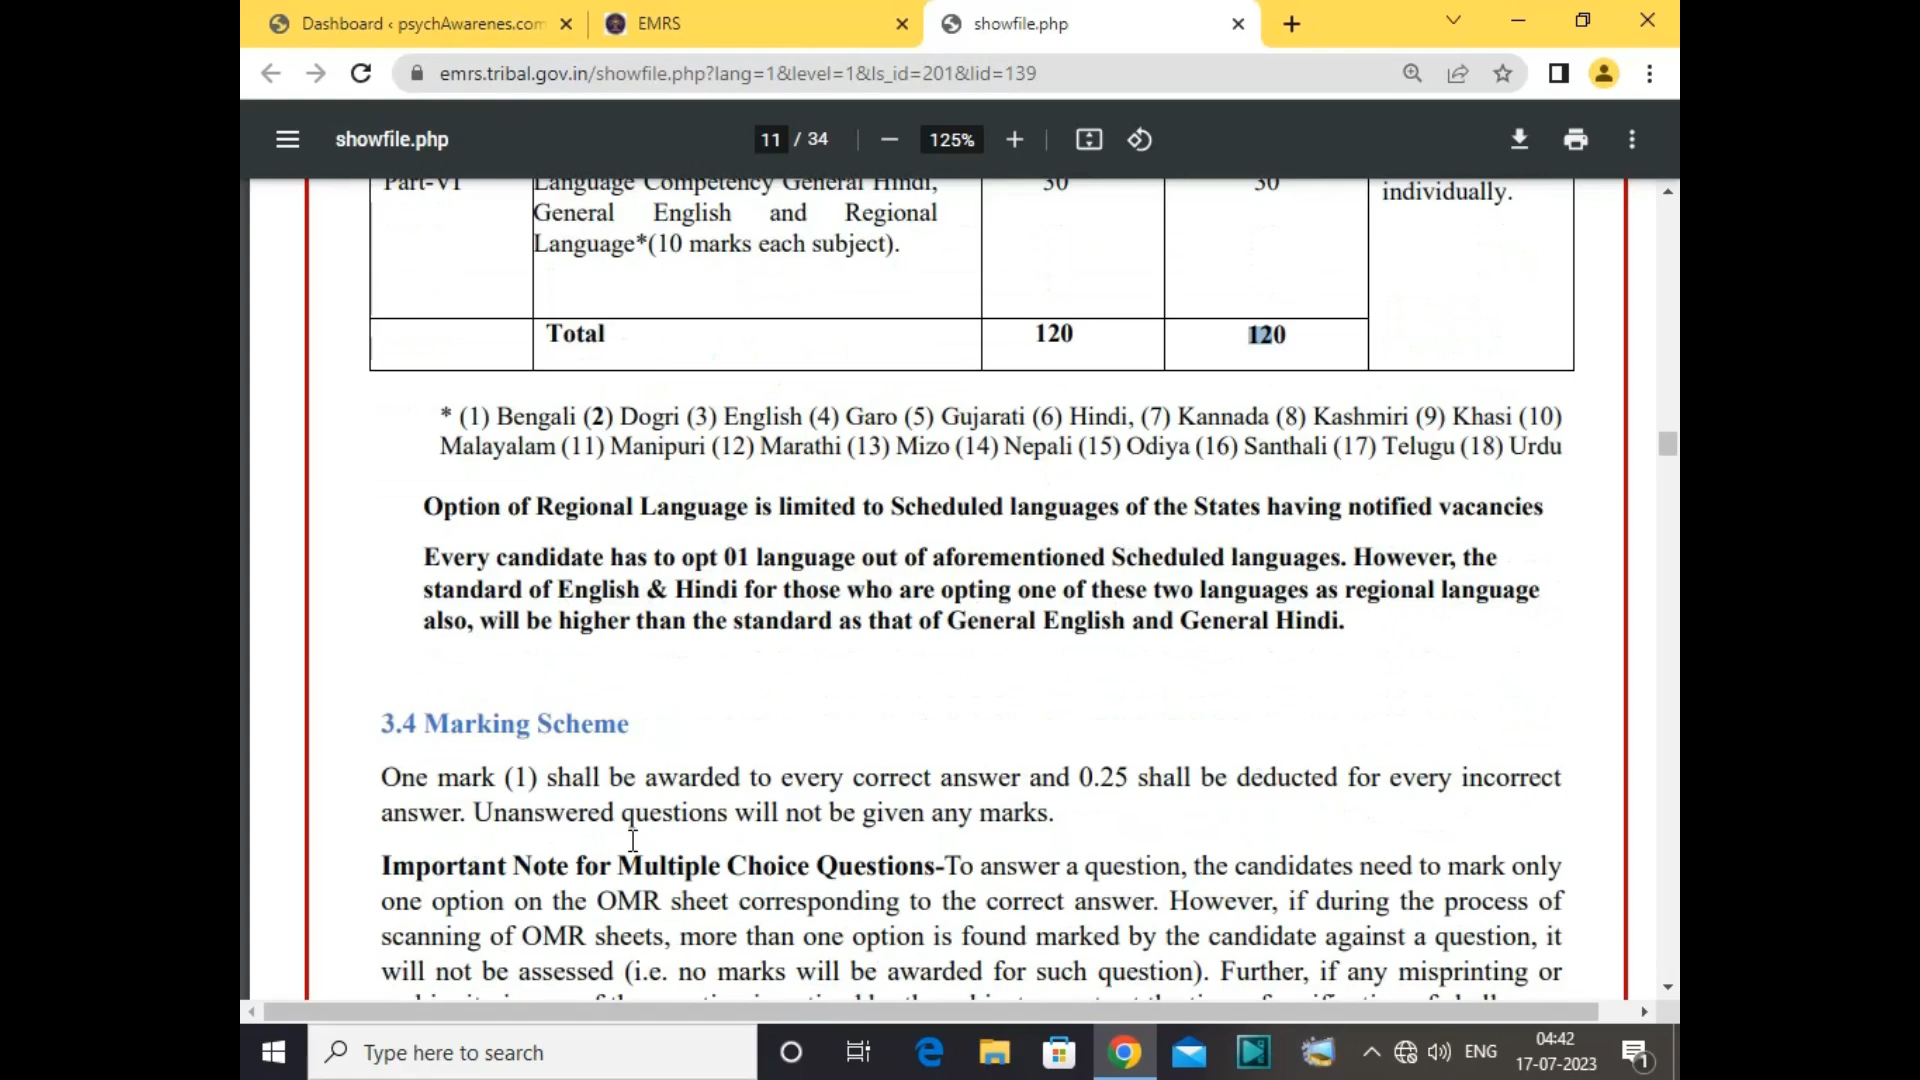 Dashboard ‹ psychAwarenes.com
EMRS
showfile.php
emrs.tribal.gov.in/showfile.php?lang=1&level=1&ls_id=201&lid=139
showfile.php
11 / 34
125%
Part-VI Language Competency General Hindi, 30 30 individually.
General English and Regional
Language*(10 marks each subject).
Total 120 120
* (1) Bengali (2) Dogri (3) English (4) Garo (5) Gujarati (6) Hindi, (7) Kannada (8) Kashmiri (9) Khasi (10)
Malayalam (11) Manipuri (12) Marathi (13) Mizo (14) Nepali (15) Odiya (16) Santhali (17) Telugu (18) Urdu
Option of Regional Language is limited to Scheduled languages of the States having notified vacancies
Every candidate has to opt 01 language out of aforementioned Scheduled languages. However, the
standard of English & Hindi for those who are opting one of these two languages as regional language
also, will be higher than the standard as that of General English and General Hindi.
3.4 Marking Scheme
One mark (1) shall be awarded to every correct answer and 0.25 shall be deducted for every incorrect
answer. Unanswered questions will not be given any marks.
Important Note for Multiple Choice Questions-To answer a question, the candidates need to mark only
one option on the OMR sheet corresponding to the correct answer. However, if during the process of
scanning of OMR sheets, more than one option is found marked by the candidate against a question, it
will not be assessed (i.e. no marks will be awarded for such question). Further, if any misprinting or
Type here to search
ENG
04:42
17-07-2023
1